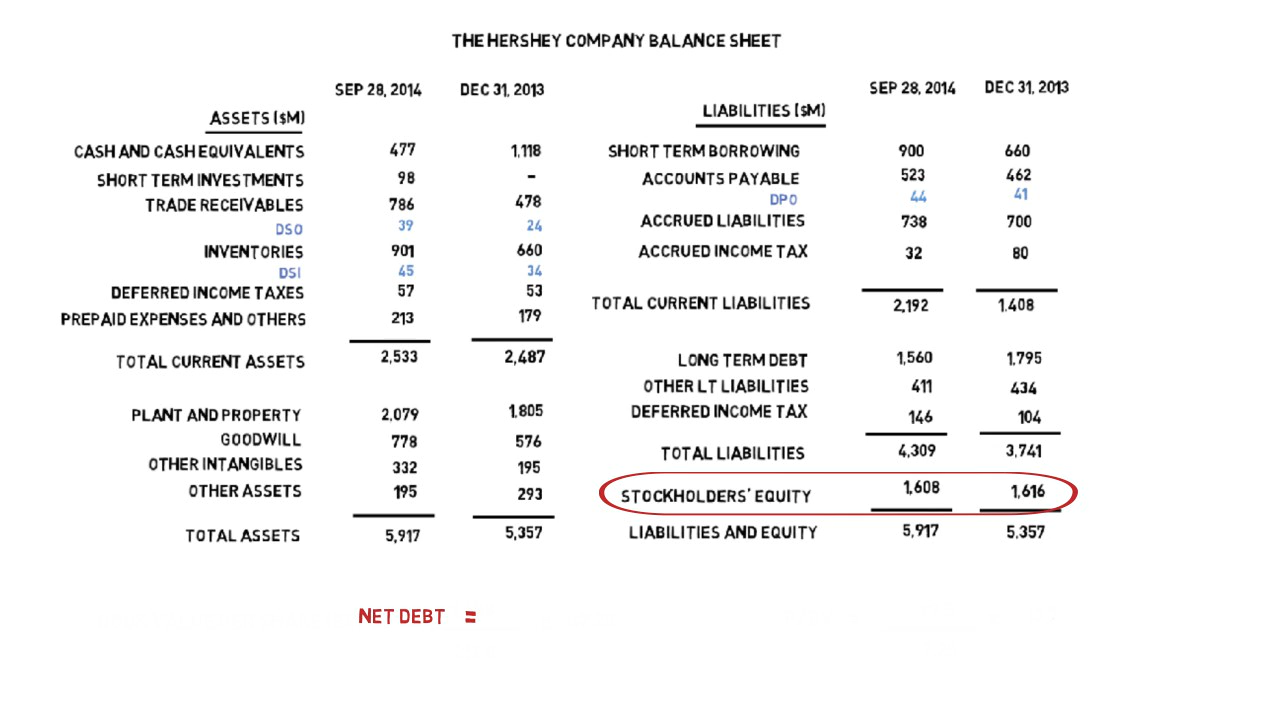 THE HERSHEY COMPANY BALANCE SHEET
SEP 28, 2014 DEC 31, 2013
ASSETS ($M)
CASH AND CASH EQUIVALENTS 477 1,118
SHORT TERM INVESTMENTS 98 -
TRADE RECEIVABLES 786 478
DSO 39 24
INVENTORIES 901 660
DSI 45 34
DEFERRED INCOME TAXES 57 53
PREPAID EXPENSES AND OTHERS 213 179
TOTAL CURRENT ASSETS 2,533 2,487
PLANT AND PROPERTY 2,079 1,805
GOODWILL 778 576
OTHER INTANGIBLES 332 195
OTHER ASSETS 195 293
TOTAL ASSETS 5,917 5,357
SEP 28, 2014 DEC 31, 2013
LIABILITIES ($M)
SHORT TERM BORROWING 900 660
ACCOUNTS PAYABLE 523 462
DPO 44 41
ACCRUED LIABILITIES 738 700
ACCRUED INCOME TAX 32 80
TOTAL CURRENT LIABILITIES 2,192 1.408
LONG TERM DEBT 1,560 1,795
OTHER LT LIABILITIES 411 434
DEFERRED INCOME TAX 146 104
TOTAL LIABILITIES 4,309 3,741
STOCKHOLDERS' EQUITY 1,608 1,616
LIABILITIES AND EQUITY 5,917 5.357
NET DEBT =